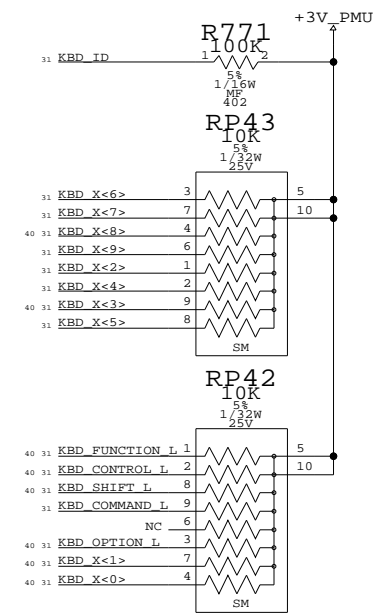 +3V_PMU
R771
100K
31 KBD_ID 1 2
5%
1/16W
MF
402
RP43
10K
5%
1/32W
25V
31 KBD_X<6> 3 5
31 KBD_X<7> 7 10
40 31 KBD_X<8> 4
31 KBD_X<9> 6
31 KBD_X<2> 1
31 KBD_X<4> 2
40 31 KBD_X<3> 9
31 KBD_X<5> 8
SM
RP42
10K
5%
1/32W
25V
40 31 KBD_FUNCTION_L 1 5
40 31 KBD_CONTROL_L 2 10
40 31 KBD_SHIFT_L 8
31 KBD_COMMAND_L 9
NC 6
40 31 KBD_OPTION_L 3
40 31 KBD_X<1> 7
40 31 KBD_X<0> 4
SM